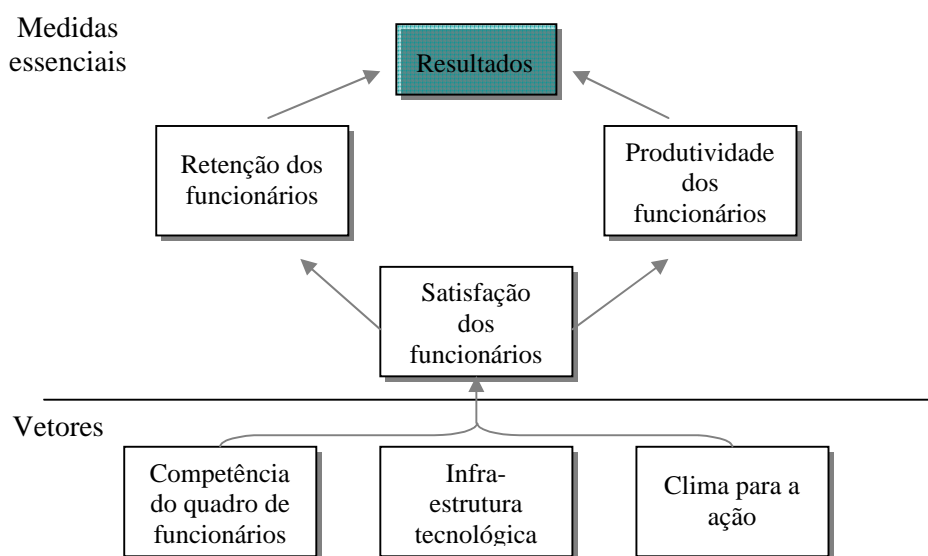 Medidas
essenciais
Resultados
Retenção dos
funcionários
Produtividade
dos
funcionários
Satisfação
dos
funcionários
Vetores
Competência
do quadro de
funcionários
Infra-
estrutura
tecnológica
Clima para a
ação